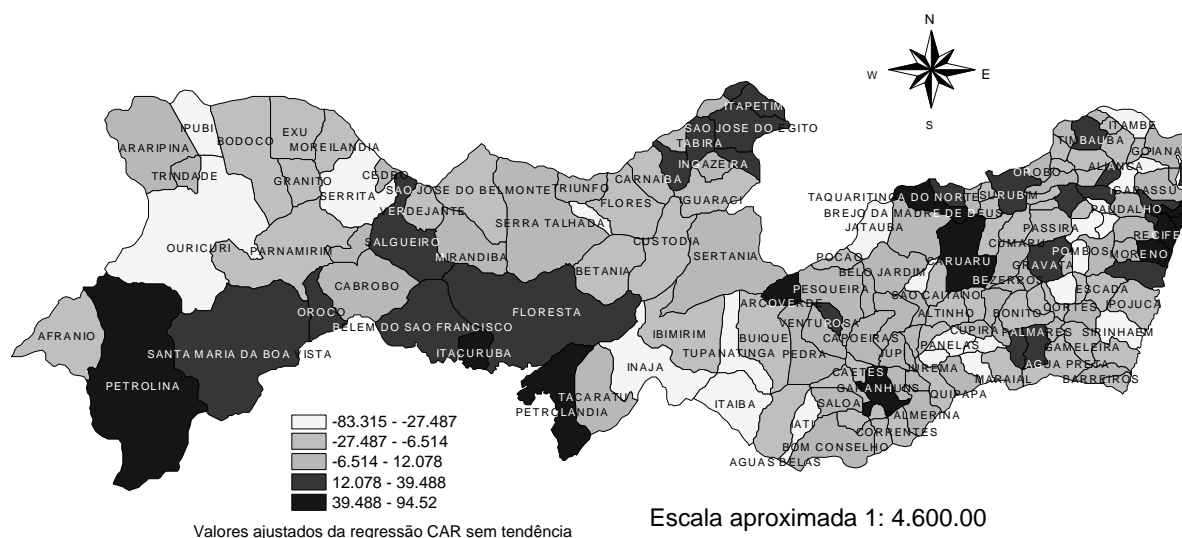 N
W E
S
ITAPETIM
SAO JOSE DO EGITO
TABIRA
INGAZEIRA
CARNAIBA
IGUARACI
IPUBI
BODOCO
EXU
MOREILANDIA
ARARIPINA
TRINDADE
GRANITO
SERRITA
CEDRO
SAO JOSE DO BELMONTE
TRIUNFO
FLORES
VERDEJANTE
SERRA TALHADA
OURICURI
PARNAMIRIM
SALGUEIRO
MIRANDIBA
CUSTODIA
SERTANIA
BETANIA
CABROBO
OROCO
BELEM DO SAO FRANCISCO
FLORESTA
AFRANIO
SANTA MARIA DA BOA VISTA
ITACURUBA
PETROLINA
IBIMIRIM
INAJA
TACARATU
PETROLANDIA
ITAIBA
TUPANATINGA
BUIQUE
PEDRA
ARCOVERDE
PESQUEIRA
VENTUROSA
ITAMBE
TIMBAUBA
GOIANA
ALIANCA
OROBO
IGARASSU
TAQUARITINGA DO NORTE
SURUBIM
BREJO DA MADRE DE DEUS
PAUDALHO
JATAUBA
PASSIRA
RECIFE
CUMARU
POMBOS
MORENO
POCAO
CARUARU
GRAVATA
BELO JARDIM
BEZERROS
ESCADA
SAO CAITANO
IPOJUCA
ALTINHO
BONITO
CORTES
CAPOEIRAS
CUPIRA
PALMARES
SIRINHAEM
PANELAS
GAMELEIRA
JUPI
AGUA PRETA
CAETES
JUREMA
MARAIAL
BARREIROS
GARANHUNS
QUIPAPA
SALOA
PALMERINA
IATI
CORRENTES
BOM CONSELHO
AGUAS BELAS
-83.315 - -27.487
-27.487 - -6.514
-6.514 - 12.078
12.078 - 39.488
39.488 - 94.52
Valores ajustados da regressão CAR sem tendência
Escala aproximada 1: 4.600.00